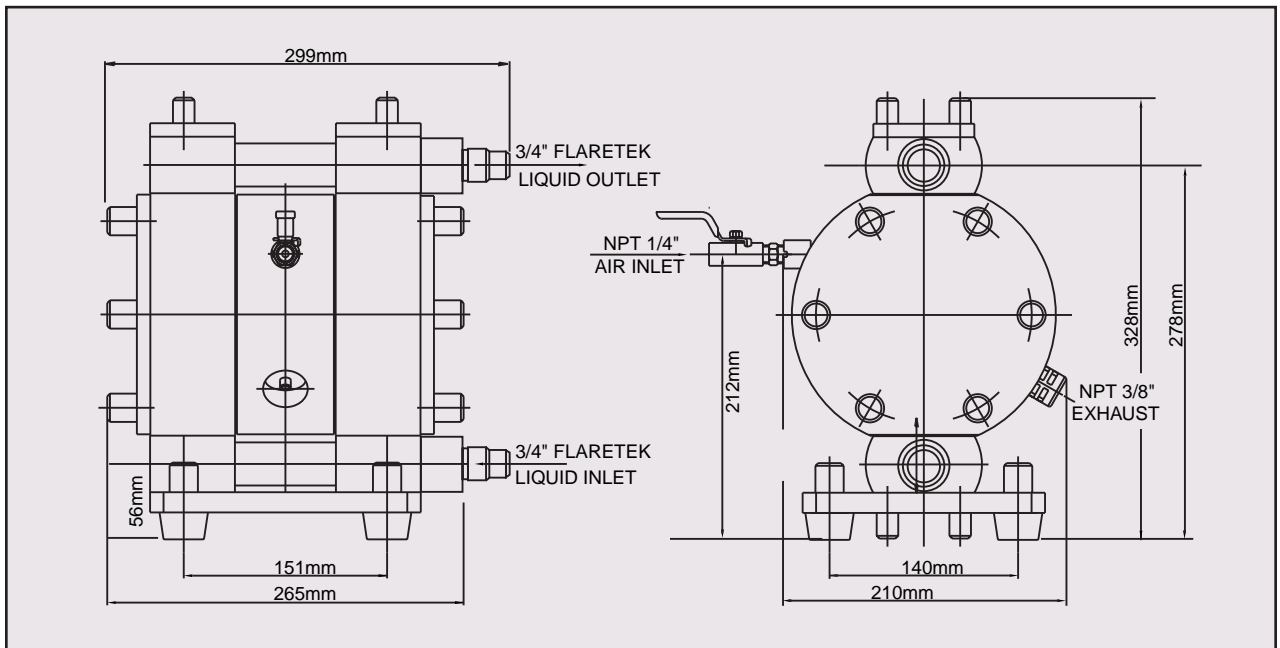 299mm
3/4" FLARETEK
LIQUID OUTLET
3/4" FLARETEK
LIQUID INLET
56mm
151mm
265mm
NPT 1/4"
AIR INLET
212mm
328mm
278mm
NPT 3/8"
EXHAUST
140mm
210mm